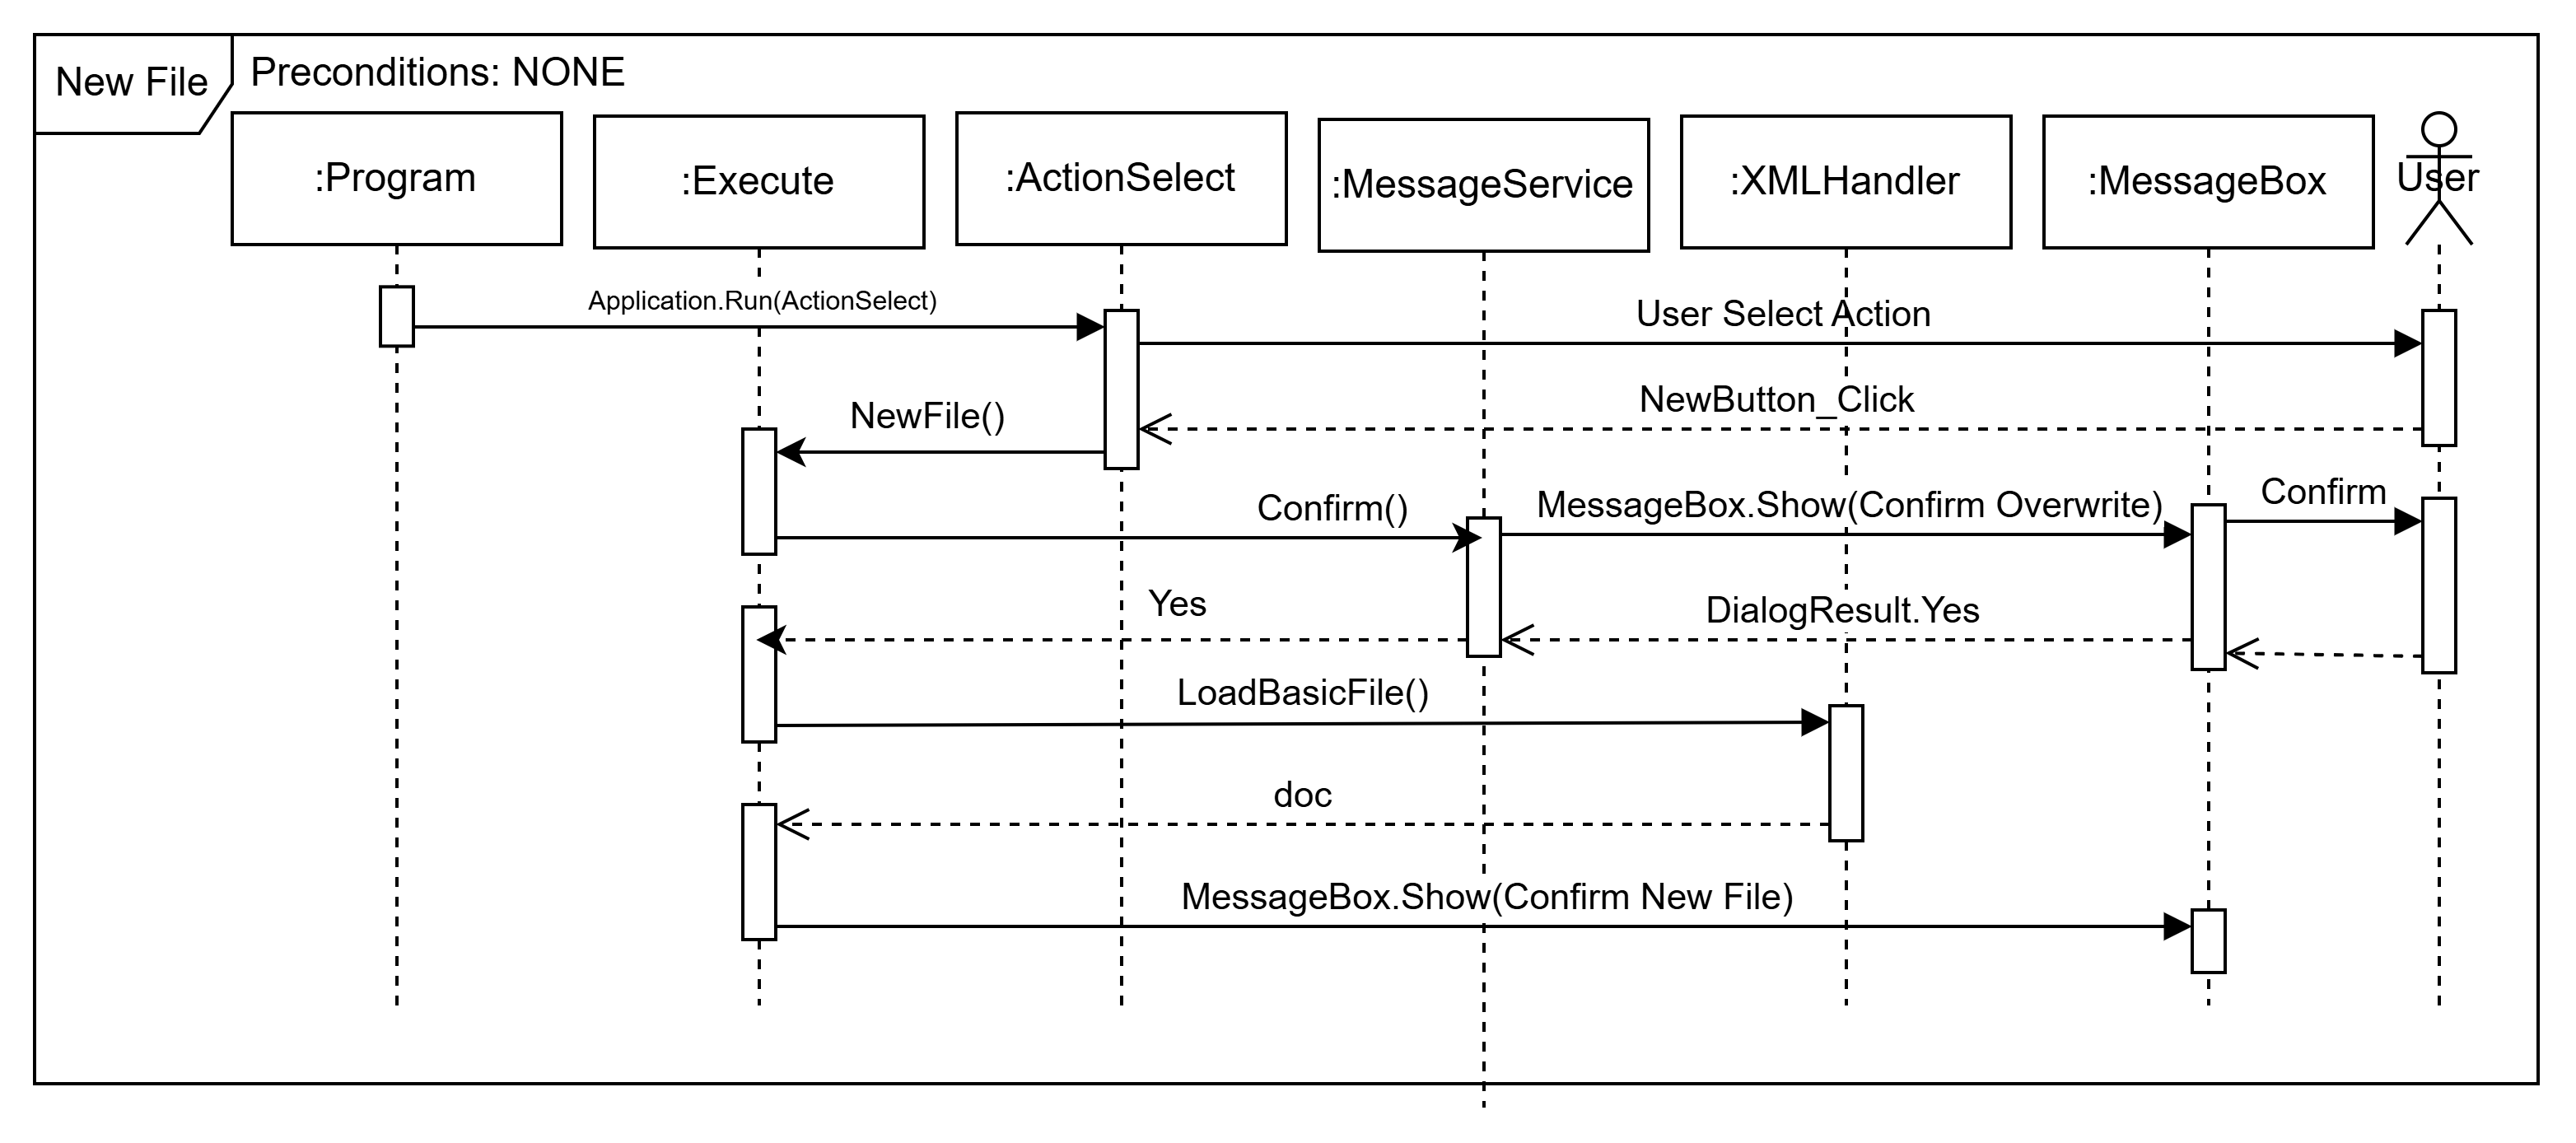 New File
Preconditions: NONE
:Program
:Execute
:ActionSelect
:MessageService
:XMLHandler
:MessageBox
User
Application.Run(ActionSelect)
User Select Action
NewButton_Click
NewFile()
Confirm()
MessageBox.Show(Confirm Overwrite)
Confirm
Yes
DialogResult.Yes
LoadBasicFile()
doc
MessageBox.Show(Confirm New File)